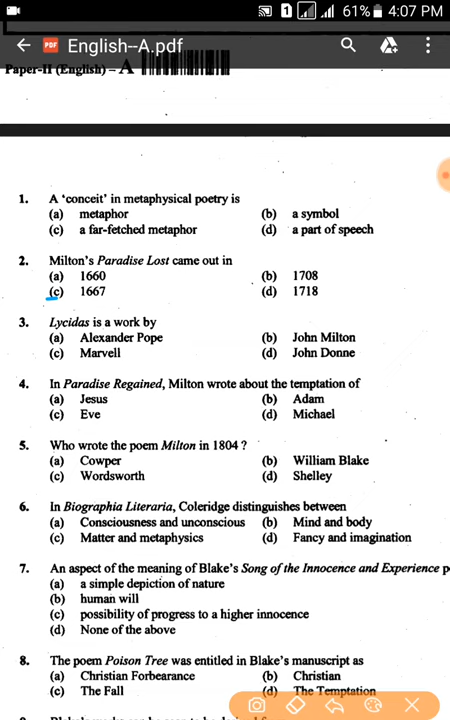 1 61% 4:07 PM
PDF English--A.pdf
Paper-II (English) – A
1. A ‘conceit’ in metaphysical poetry is
(a) metaphor (b) a symbol
(c) a far-fetched metaphor (d) a part of speech
2. Milton's Paradise Lost came out in
(a) 1660 (b) 1708
(c) 1667 (d) 1718
3. Lycidas is a work by
(a) Alexander Pope (b) John Milton
(c) Marvell (d) John Donne
4. In Paradise Regained, Milton wrote about the temptation of
(a) Jesus (b) Adam
(c) Eve (d) Michael
5. Who wrote the poem Milton in 1804 ?
(a) Cowper (b) William Blake
(c) Wordsworth (d) Shelley
6. In Biographia Literaria, Coleridge distinguishes between
(a) Consciousness and unconscious (b) Mind and body
(c) Matter and metaphysics (d) Fancy and imagination
7. An aspect of the meaning of Blake's Song of the Innocence and Experience p
(a) a simple depiction of nature
(b) human will
(c) possibility of progress to a higher innocence
(d) None of the above
8. The poem Poison Tree was entitled in Blake's manuscript as
(a) Christian Forbearance (b) Christian
(c) The Fall (d) The Temptation